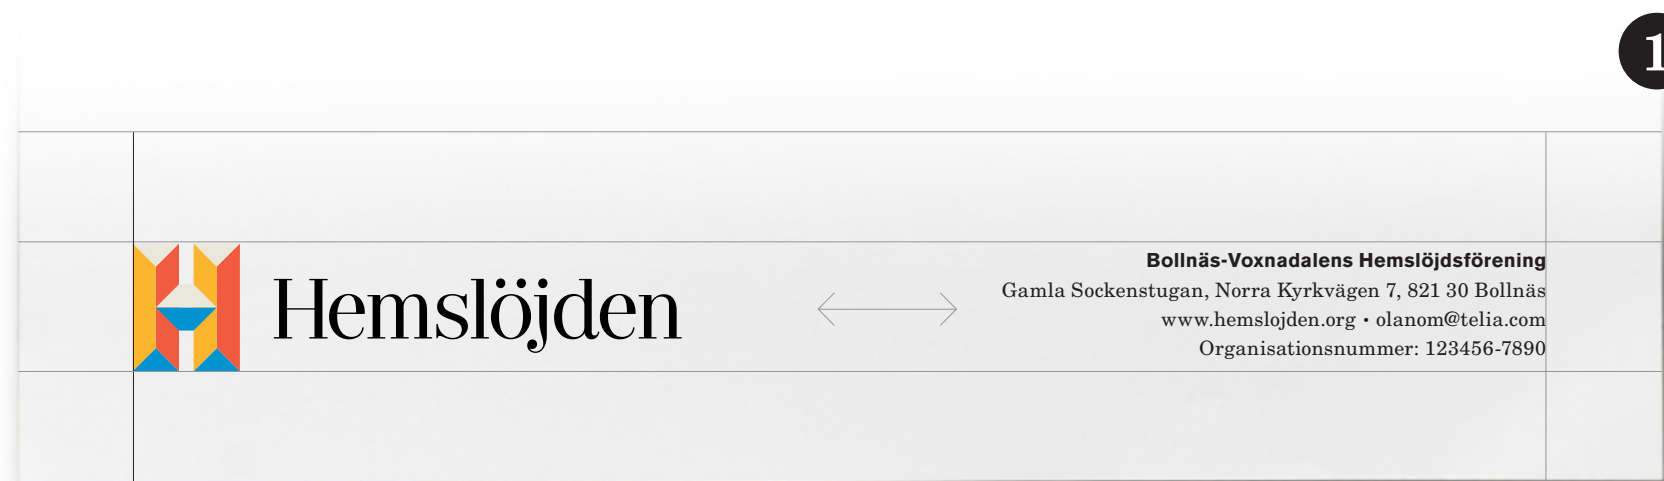 1
Hemslöjden
Bollnäs-Voxnadalens Hemslöjdsförening
Gamla Sockenstugan, Norra Kyrkvägen 7, 821 30 Bollnäs
www.hemslojden.org • olanom@telia.com
Organisationsnummer: 123456-7890